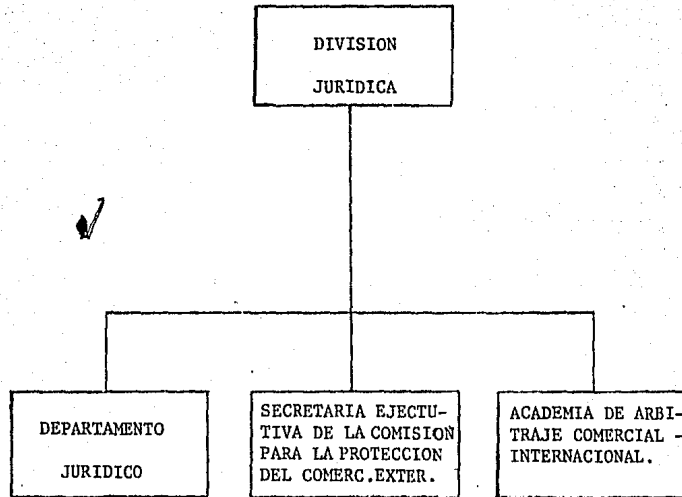 DIVISION
JURIDICA
DEPARTAMENTO
JURIDICO
SECRETARIA EJECTU-
TIVA DE LA COMISION
PARA LA PROTECCION
DEL COMERC.EXTER.
ACADEMIA DE ARBI-
TRAJE COMERCIAL -
INTERNACIONAL.